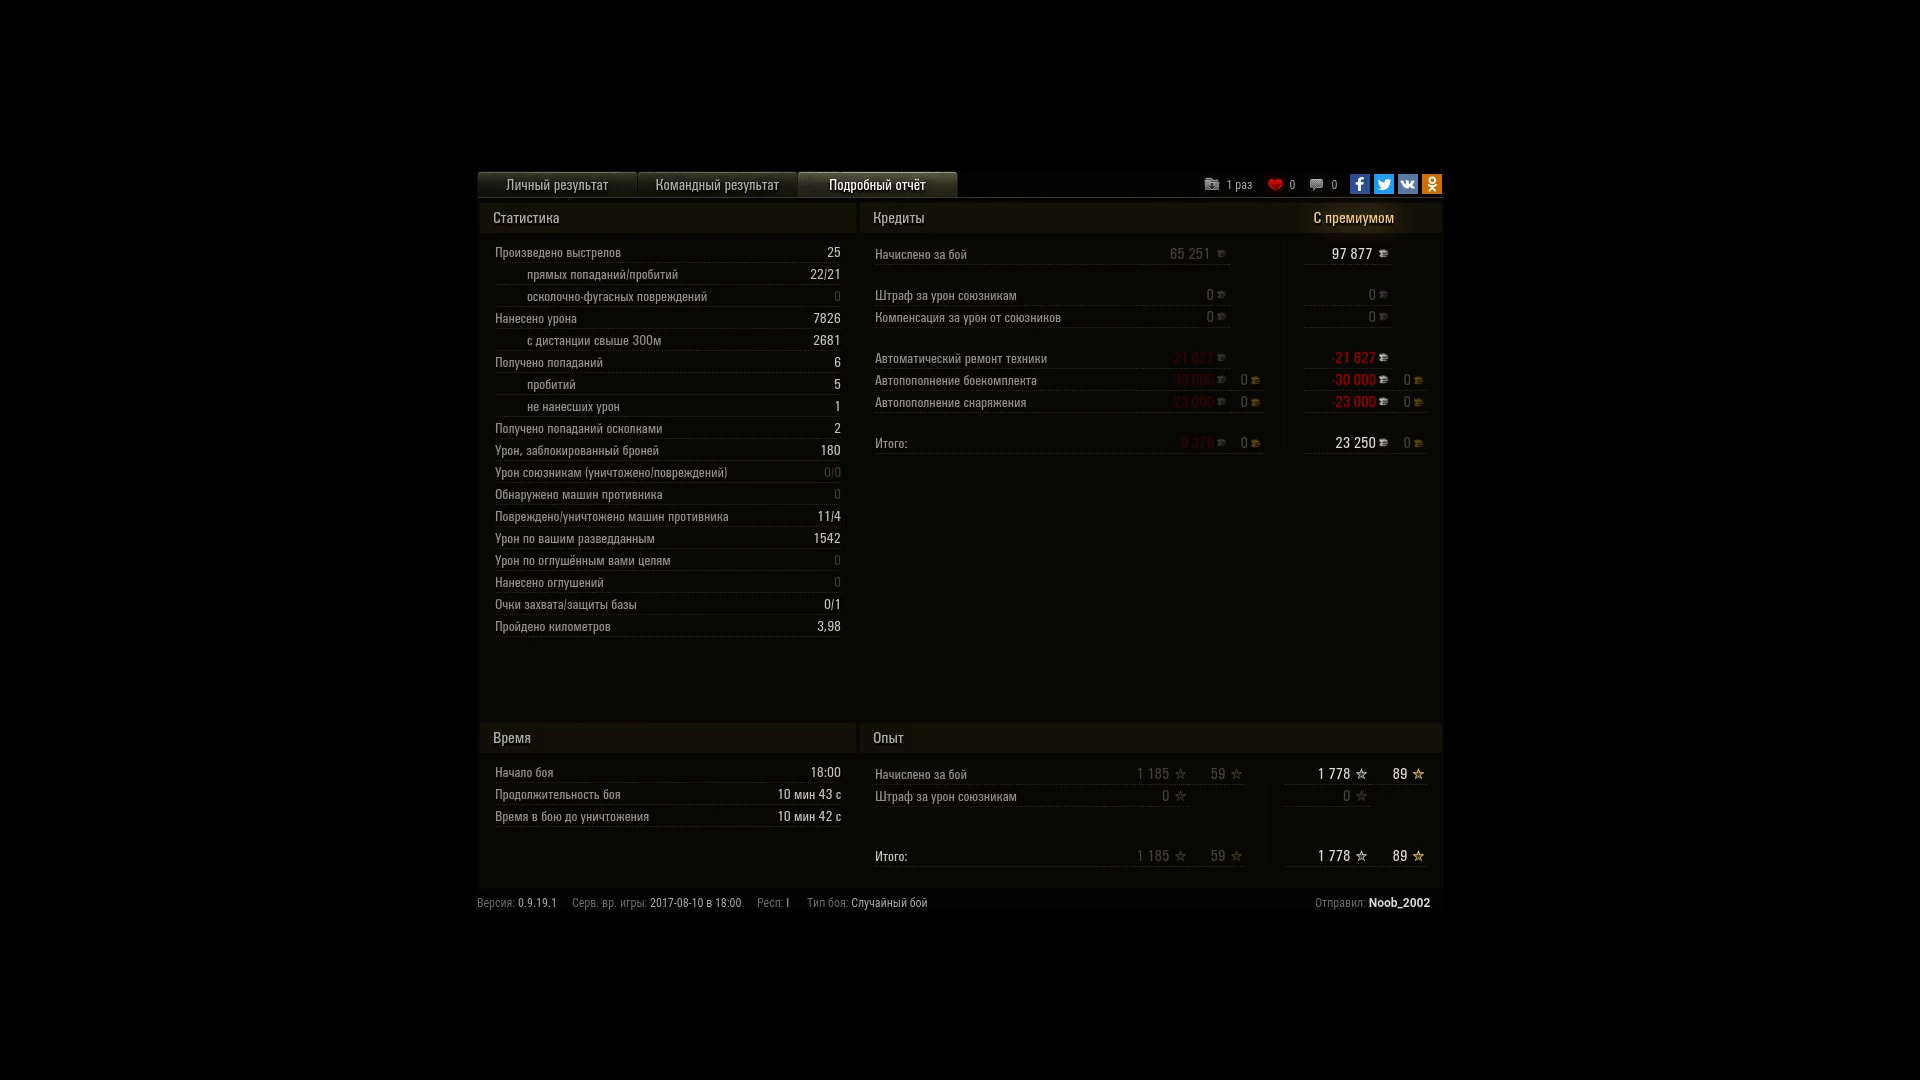 Личный результат Командный результат Подробный отчёт 1 раз 0 0
Статистика
Произведено выстрелов 25
прямых попаданий/пробитий 22/21
осколочно-фугасных повреждений 0
Нанесено урона 7826
с дистанции свыше 300м 2681
Получено попаданий 6
пробитий 5
не нанесших урон 1
Получено попаданий осколками 2
Урон, заблокированный броней 180
Урон союзникам (уничтожено/повреждений) 0/0
Обнаружено машин противника 0
Повреждено/уничтожено машин противника 11/4
Урон по вашим разведданным 1542
Урон по оглушённым вами целям 0
Нанесено оглушений 0
Очки захвата/защиты базы 0/1
Пройдено километров 3,98
Кредиты С премиумом
Начислено за бой 65 251 97 877
Штраф за урон союзникам 0 0
Компенсация за урон от союзников 0 0
Автоматический ремонт техники -21 627 -21 627
Автопополнение боекомплекта -30 000 0 -30 000 0
Автопополнение снаряжения -23 000 0 -23 000 0
Итого: -9 376 0 23 250 0
Время
Начало боя 18:00
Продолжительность боя 10 мин 43 с
Время в бою до уничтожения 10 мин 42 с
Опыт
Начислено за бой 1 185 59 1 778 89
Штраф за урон союзникам 0 0
Итого: 1 185 59 1 778 89
Версия: 0.9.19.1 Серв. вр. игры: 2017-08-10 в 18:00 Респ: I Тип боя: Случайный бой Отправил: Noob_2002